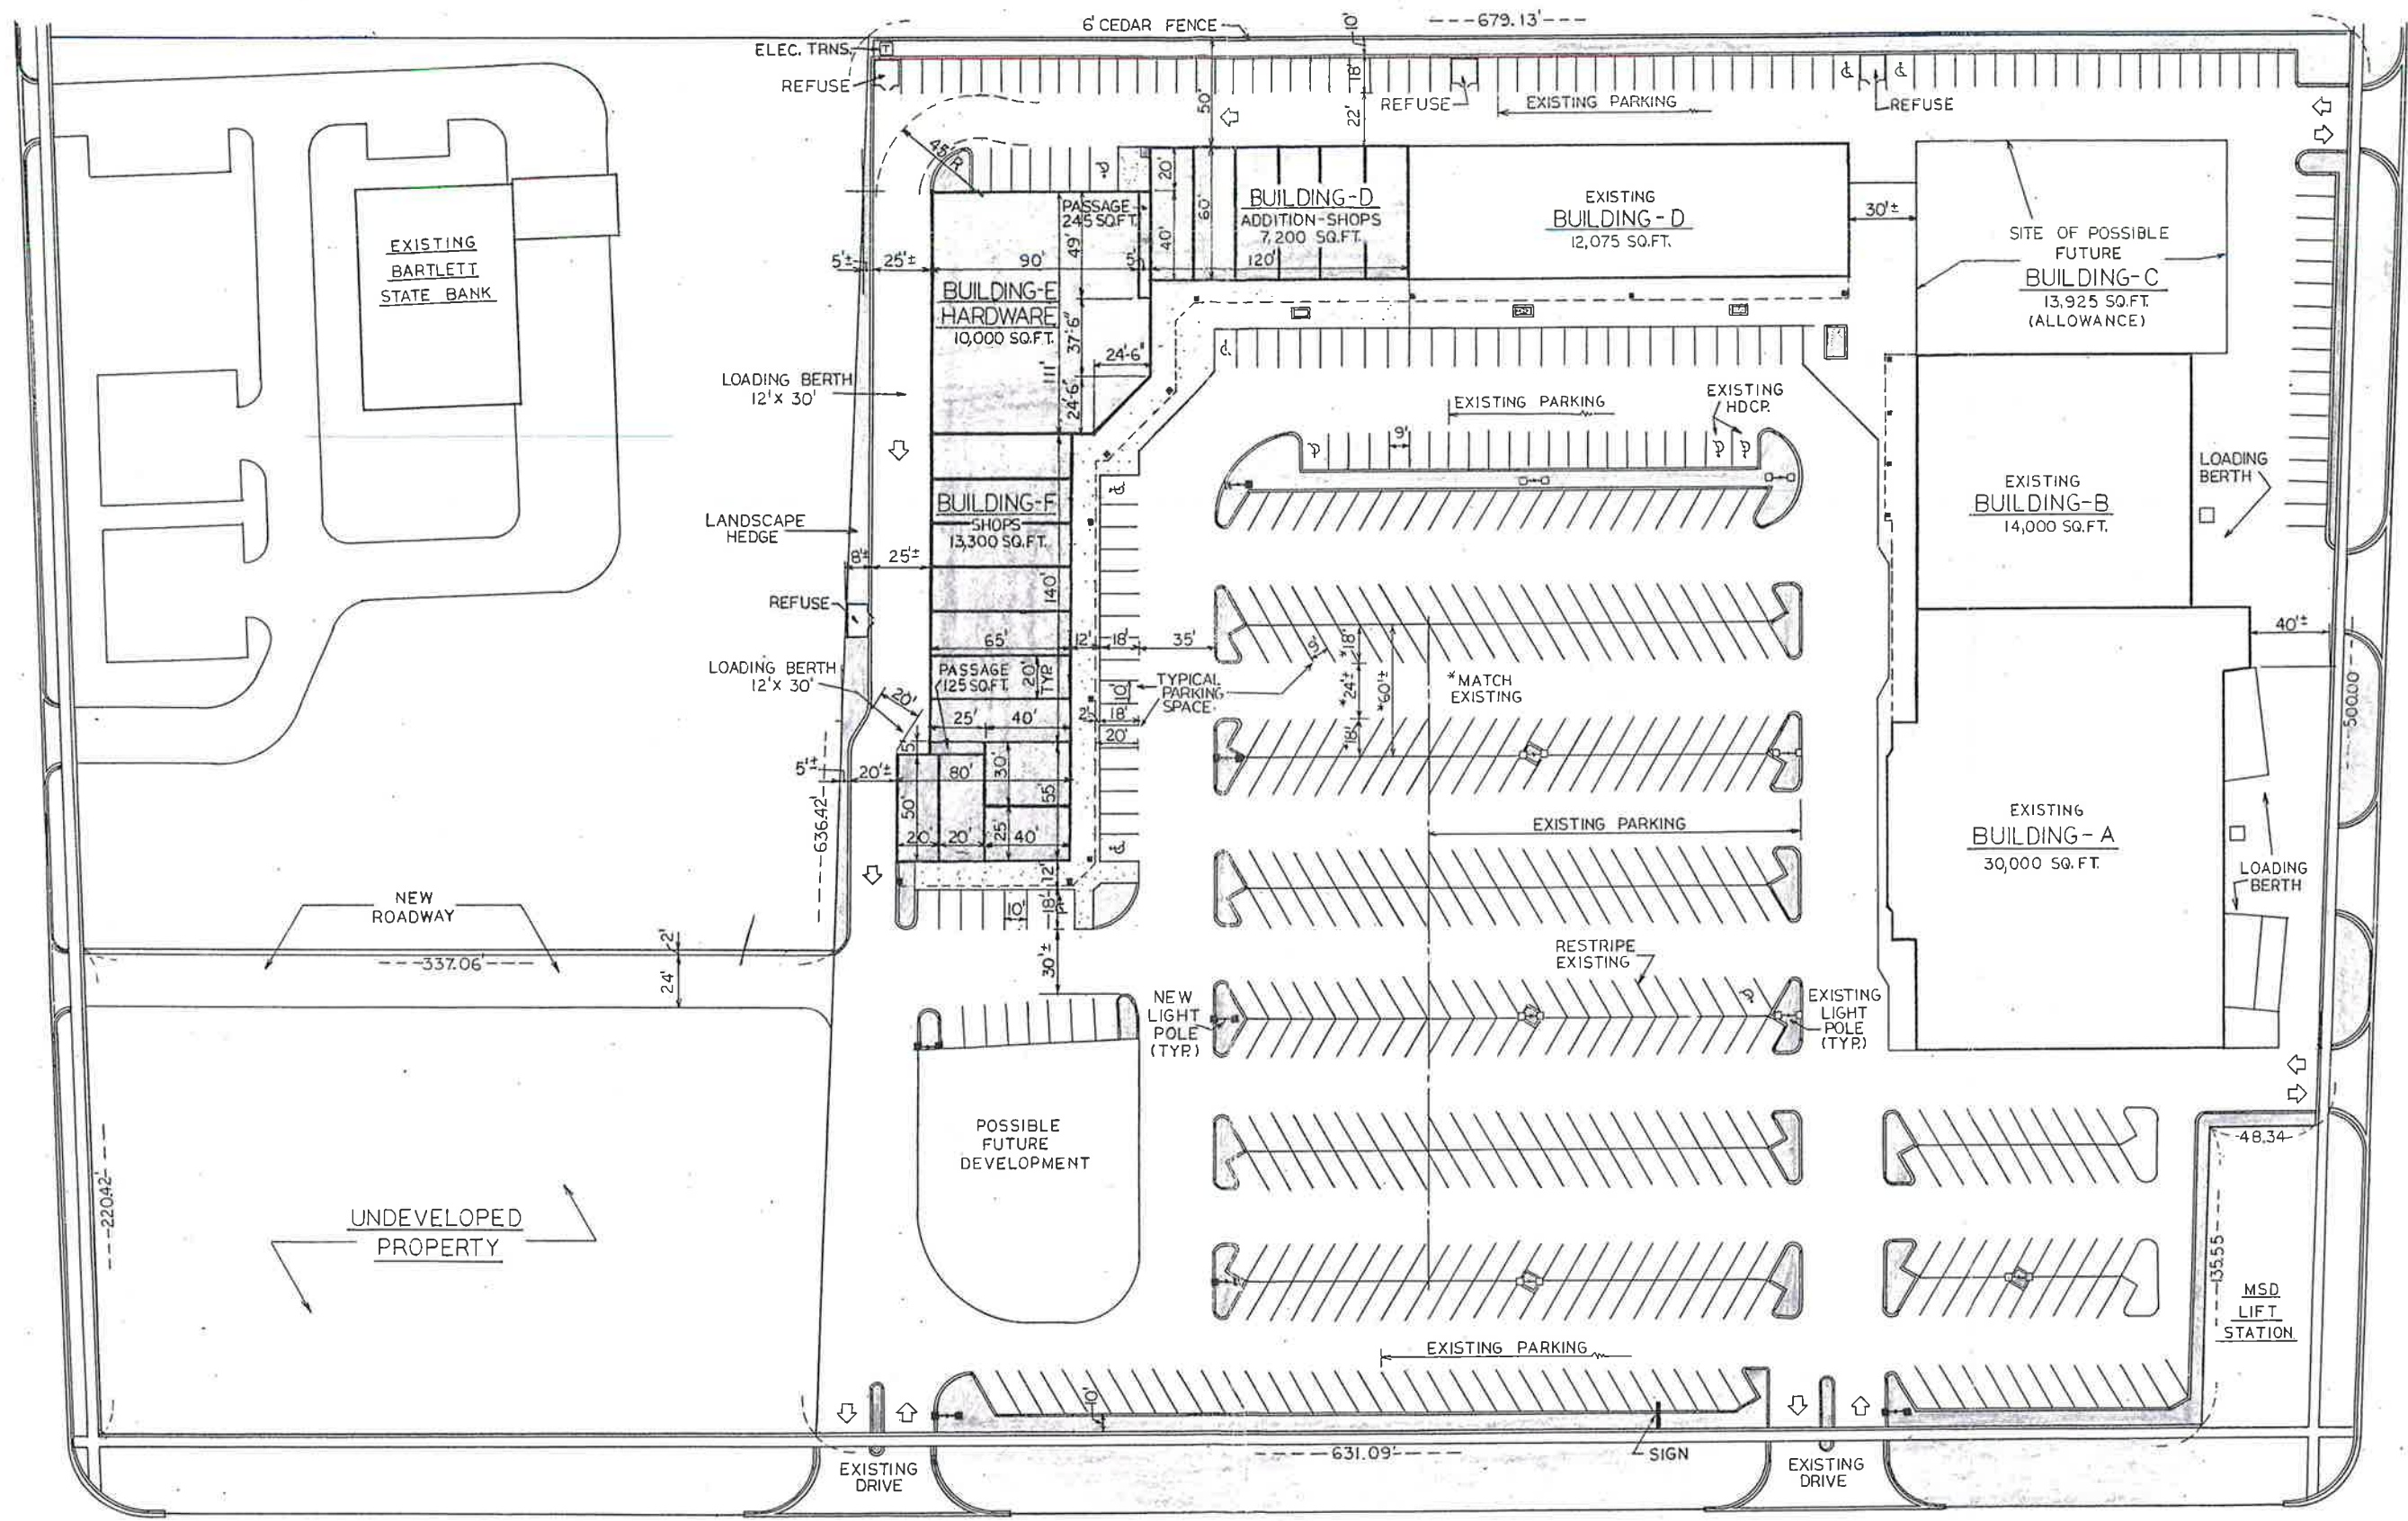 6' CEDAR FENCE
---679.13'---
10'
ELEC. TRNS.
T
REFUSE
18'
50'
22'
REFUSE
EXISTING PARKING
REFUSE
45' R
20'
PASSAGE
245 SQ.FT.
60'
BUILDING-D
ADDITION-SHOPS
7,200 SQ.FT.
EXISTING
BUILDING - D
12,075 SQ.FT.
30'±
SITE OF POSSIBLE
FUTURE
BUILDING-C
13,925 SQ.FT.
(ALLOWANCE)
EXISTING
BARTLETT
STATE BANK
49'
40'
5'±
25'±
90'
5'
120'
BUILDING-E
HARDWARE
10,000 SQ.FT.
37'-6"
24'-6"
111'
24'-6"
LOADING BERTH
12' X 30'
EXISTING PARKING
EXISTING
HDCP.
9'
LOADING
BERTH
EXISTING
BUILDING-B
14,000 SQ.FT.
BUILDING-F
SHOPS
13,300 SQ.FT.
LANDSCAPE
HEDGE
8'±
25'±
140'
REFUSE
65'
12'
18'
35'
9'
*18'
40'±
LOADING BERTH
12' X 30'
PASSAGE
125 SQ.FT.
20'
TYP.
TYPICAL
PARKING
SPACE
10'
*24'±
*60'±
*MATCH
EXISTING
20'
25'
40'
2'
18'
*18'
20'
5'
500.00'
5'±
20'±
80'
30'
55'
50'
636.42'
20'
20'
25'
40'
EXISTING PARKING
EXISTING
BUILDING - A
30,000 SQ.FT.
LOADING
BERTH
12'
NEW
ROADWAY
10'
18'
2'
---337.06'---
24'
30'±
RESTRIPE
EXISTING
NEW
LIGHT
POLE
(TYP.)
EXISTING
LIGHT
POLE
(TYP.)
POSSIBLE
FUTURE
DEVELOPMENT
48.34
220.42'
UNDEVELOPED
PROPERTY
135.55'
MSD
LIFT
STATION
EXISTING PARKING
10'
---631.09'---
SIGN
EXISTING
DRIVE
EXISTING
DRIVE